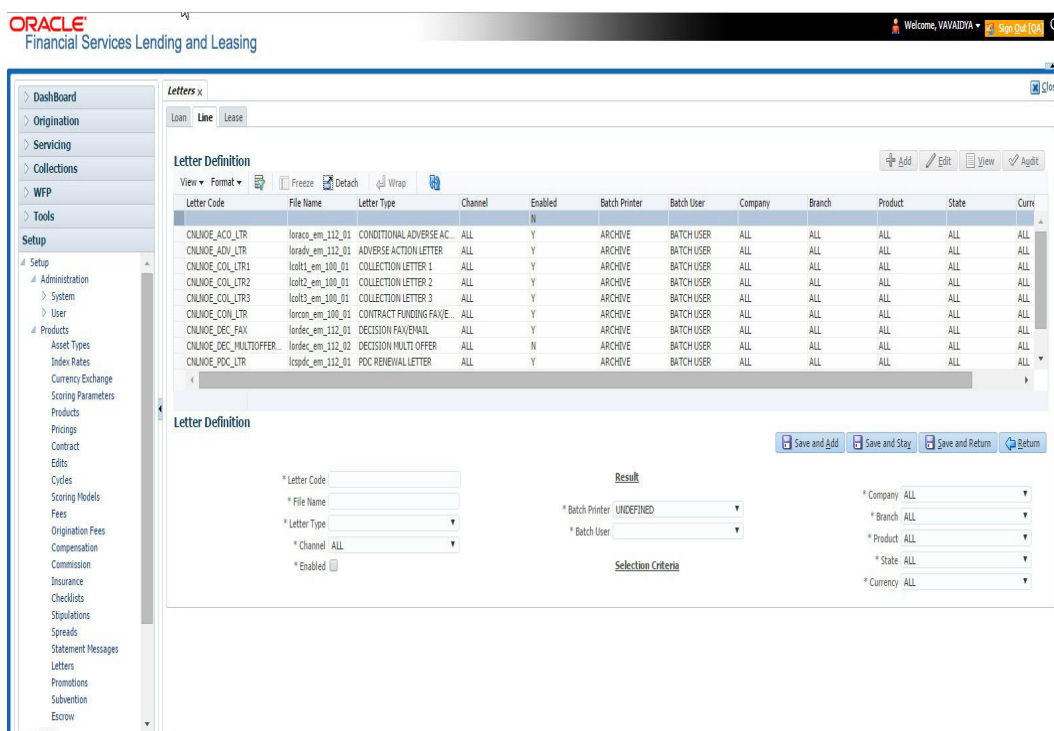 ORACLE'
Financial Services Lending and Leasing
Welcome, VAVAIDYA
Sign Out [QA]
DashBoard
Origination
Servicing
Collections
WFP
Tools
Setup
Setup
Administration
System
User
Products
Asset Types
Index Rates
Currency Exchange
Scoring Parameters
Products
Pricings
Contract
Edits
Cycles
Scoring Models
Fees
Origination Fees
Compensation
Commission
Insurance
Checklists
Stipulations
Spreads
Statement Messages
Letters
Promotions
Subvention
Escrow
Letters x
Clos
Loan Line Lease
Letter Definition
Add Edit View Audit
View Format Freeze Detach Wrap
Letter Code File Name Letter Type Channel Enabled Batch Printer Batch User Company Branch Product State Curre
N
CNLNOE_ACO_LTR loraco_em_112_01 CONDITIONAL ADVERSE AC... ALL Y ARCHIVE BATCH USER ALL ALL ALL ALL ALL
CNLNOE_ADV_LTR loradv_em_112_01 ADVERSE ACTION LETTER ALL Y ARCHIVE BATCH USER ALL ALL ALL ALL ALL
CNLNOE_COL_LTR1 lcolt1_em_100_01 COLLECTION LETTER 1 ALL Y ARCHIVE BATCH USER ALL ALL ALL ALL ALL
CNLNOE_COL_LTR2 lcolt2_em_100_01 COLLECTION LETTER 2 ALL Y ARCHIVE BATCH USER ALL ALL ALL ALL ALL
CNLNOE_COL_LTR3 lcolt3_em_100_01 COLLECTION LETTER 3 ALL Y ARCHIVE BATCH USER ALL ALL ALL ALL ALL
CNLNOE_CON_LTR lorcon_em_100_01 CONTRACT FUNDING FAX/E... ALL Y ARCHIVE BATCH USER ALL ALL ALL ALL ALL
CNLNOE_DEC_FAX lordec_em_112_01 DECISION FAX/EMAIL ALL Y ARCHIVE BATCH USER ALL ALL ALL ALL ALL
CNLNOE_DEC_MULTIOFFER... lordec_em_112_02 DECISION MULTI OFFER ALL N ARCHIVE BATCH USER ALL ALL ALL ALL ALL
CNLNOE_PDC_LTR lcspdc_em_112_01 PDC RENEWAL LETTER ALL Y ARCHIVE BATCH USER ALL ALL ALL ALL ALL
Letter Definition
Save and Add Save and Stay Save and Return Return
* Letter Code
* File Name
* Letter Type
* Channel ALL
* Enabled
Result
* Batch Printer UNDEFINED
* Batch User
Selection Criteria
* Company ALL
* Branch ALL
* Product ALL
* State ALL
* Currency ALL